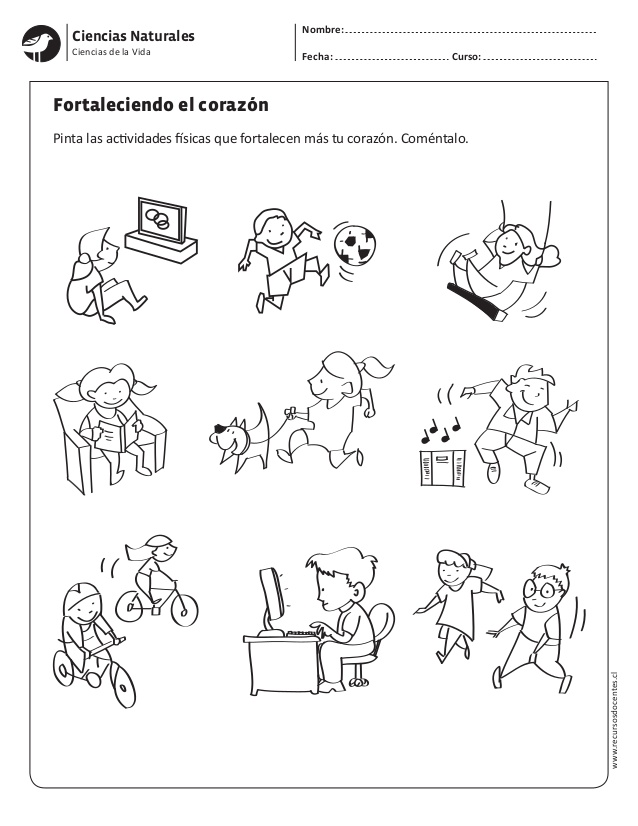 Ciencias Naturales
Ciencias de la Vida
Nombre:
Fecha: Curso:
Fortaleciendo el corazón
Pinta las actividades físicas que fortalecen más tu corazón. Coméntalo.
www.recursosdocentes.cl